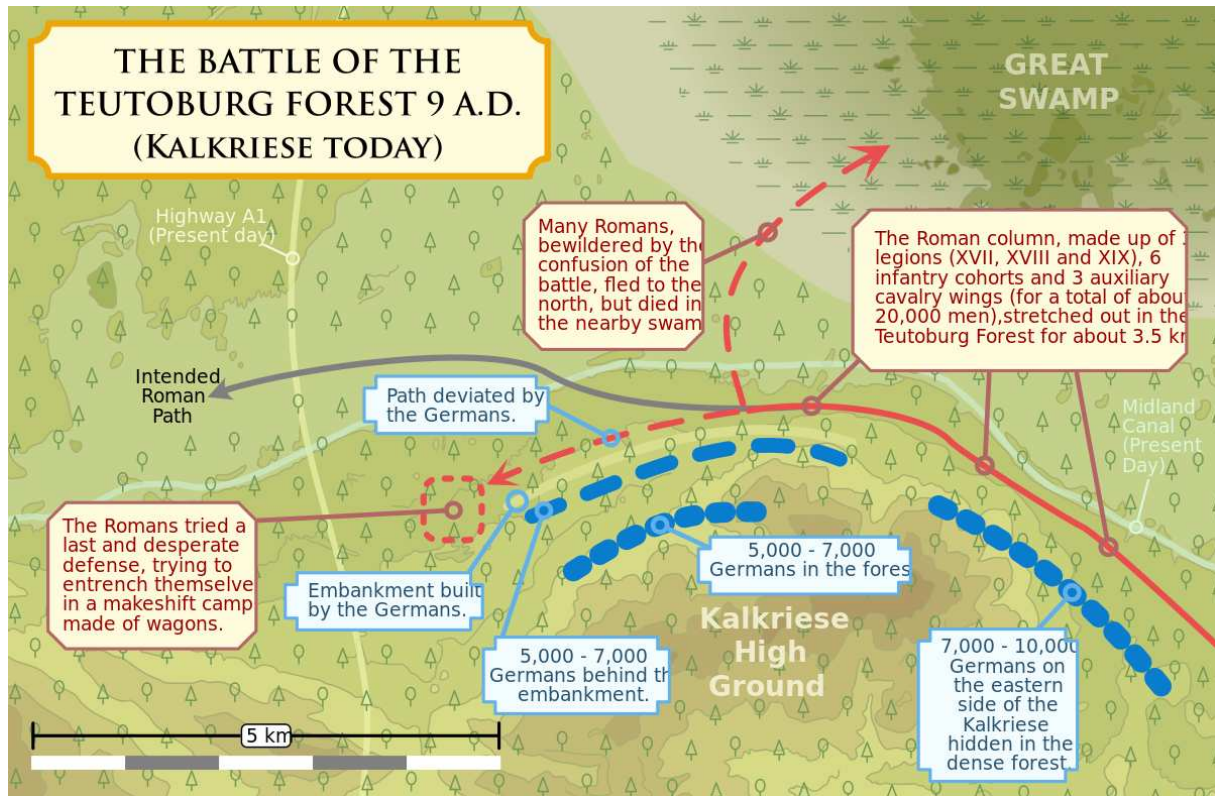 THE BATTLE OF THE
TEUTOBURG FOREST 9 A.D.
(KALKRIESE TODAY)
GREAT
SWAMP
Highway A1
(Present day)
Many Romans,
bewildered by the
confusion of the
battle, fled to the
north, but died in
the nearby swam
The Roman column, made up of
legions (XVII, XVIII and XIX), 6
infantry cohorts and 3 auxiliary
cavalry wings (for a total of about
20,000 men),stretched out in the
Teutoburg Forest for about 3.5 km
Intended
Roman
Path
Path deviated by
the Germans.
Midland
Canal
(Present
Day)
The Romans tried a
last and desperate
defense, trying to
entrench themselve
in a makeshift camp
made of wagons.
Embankment built
by the Germans.
5,000 - 7,000
Germans in the fores
5,000 - 7,000
Germans behind th
embankment.
Kalkriese
High
Ground
7,000 - 10,000
Germans on
the eastern
side of the
Kalkriese
hidden in the
dense forest.
5 km